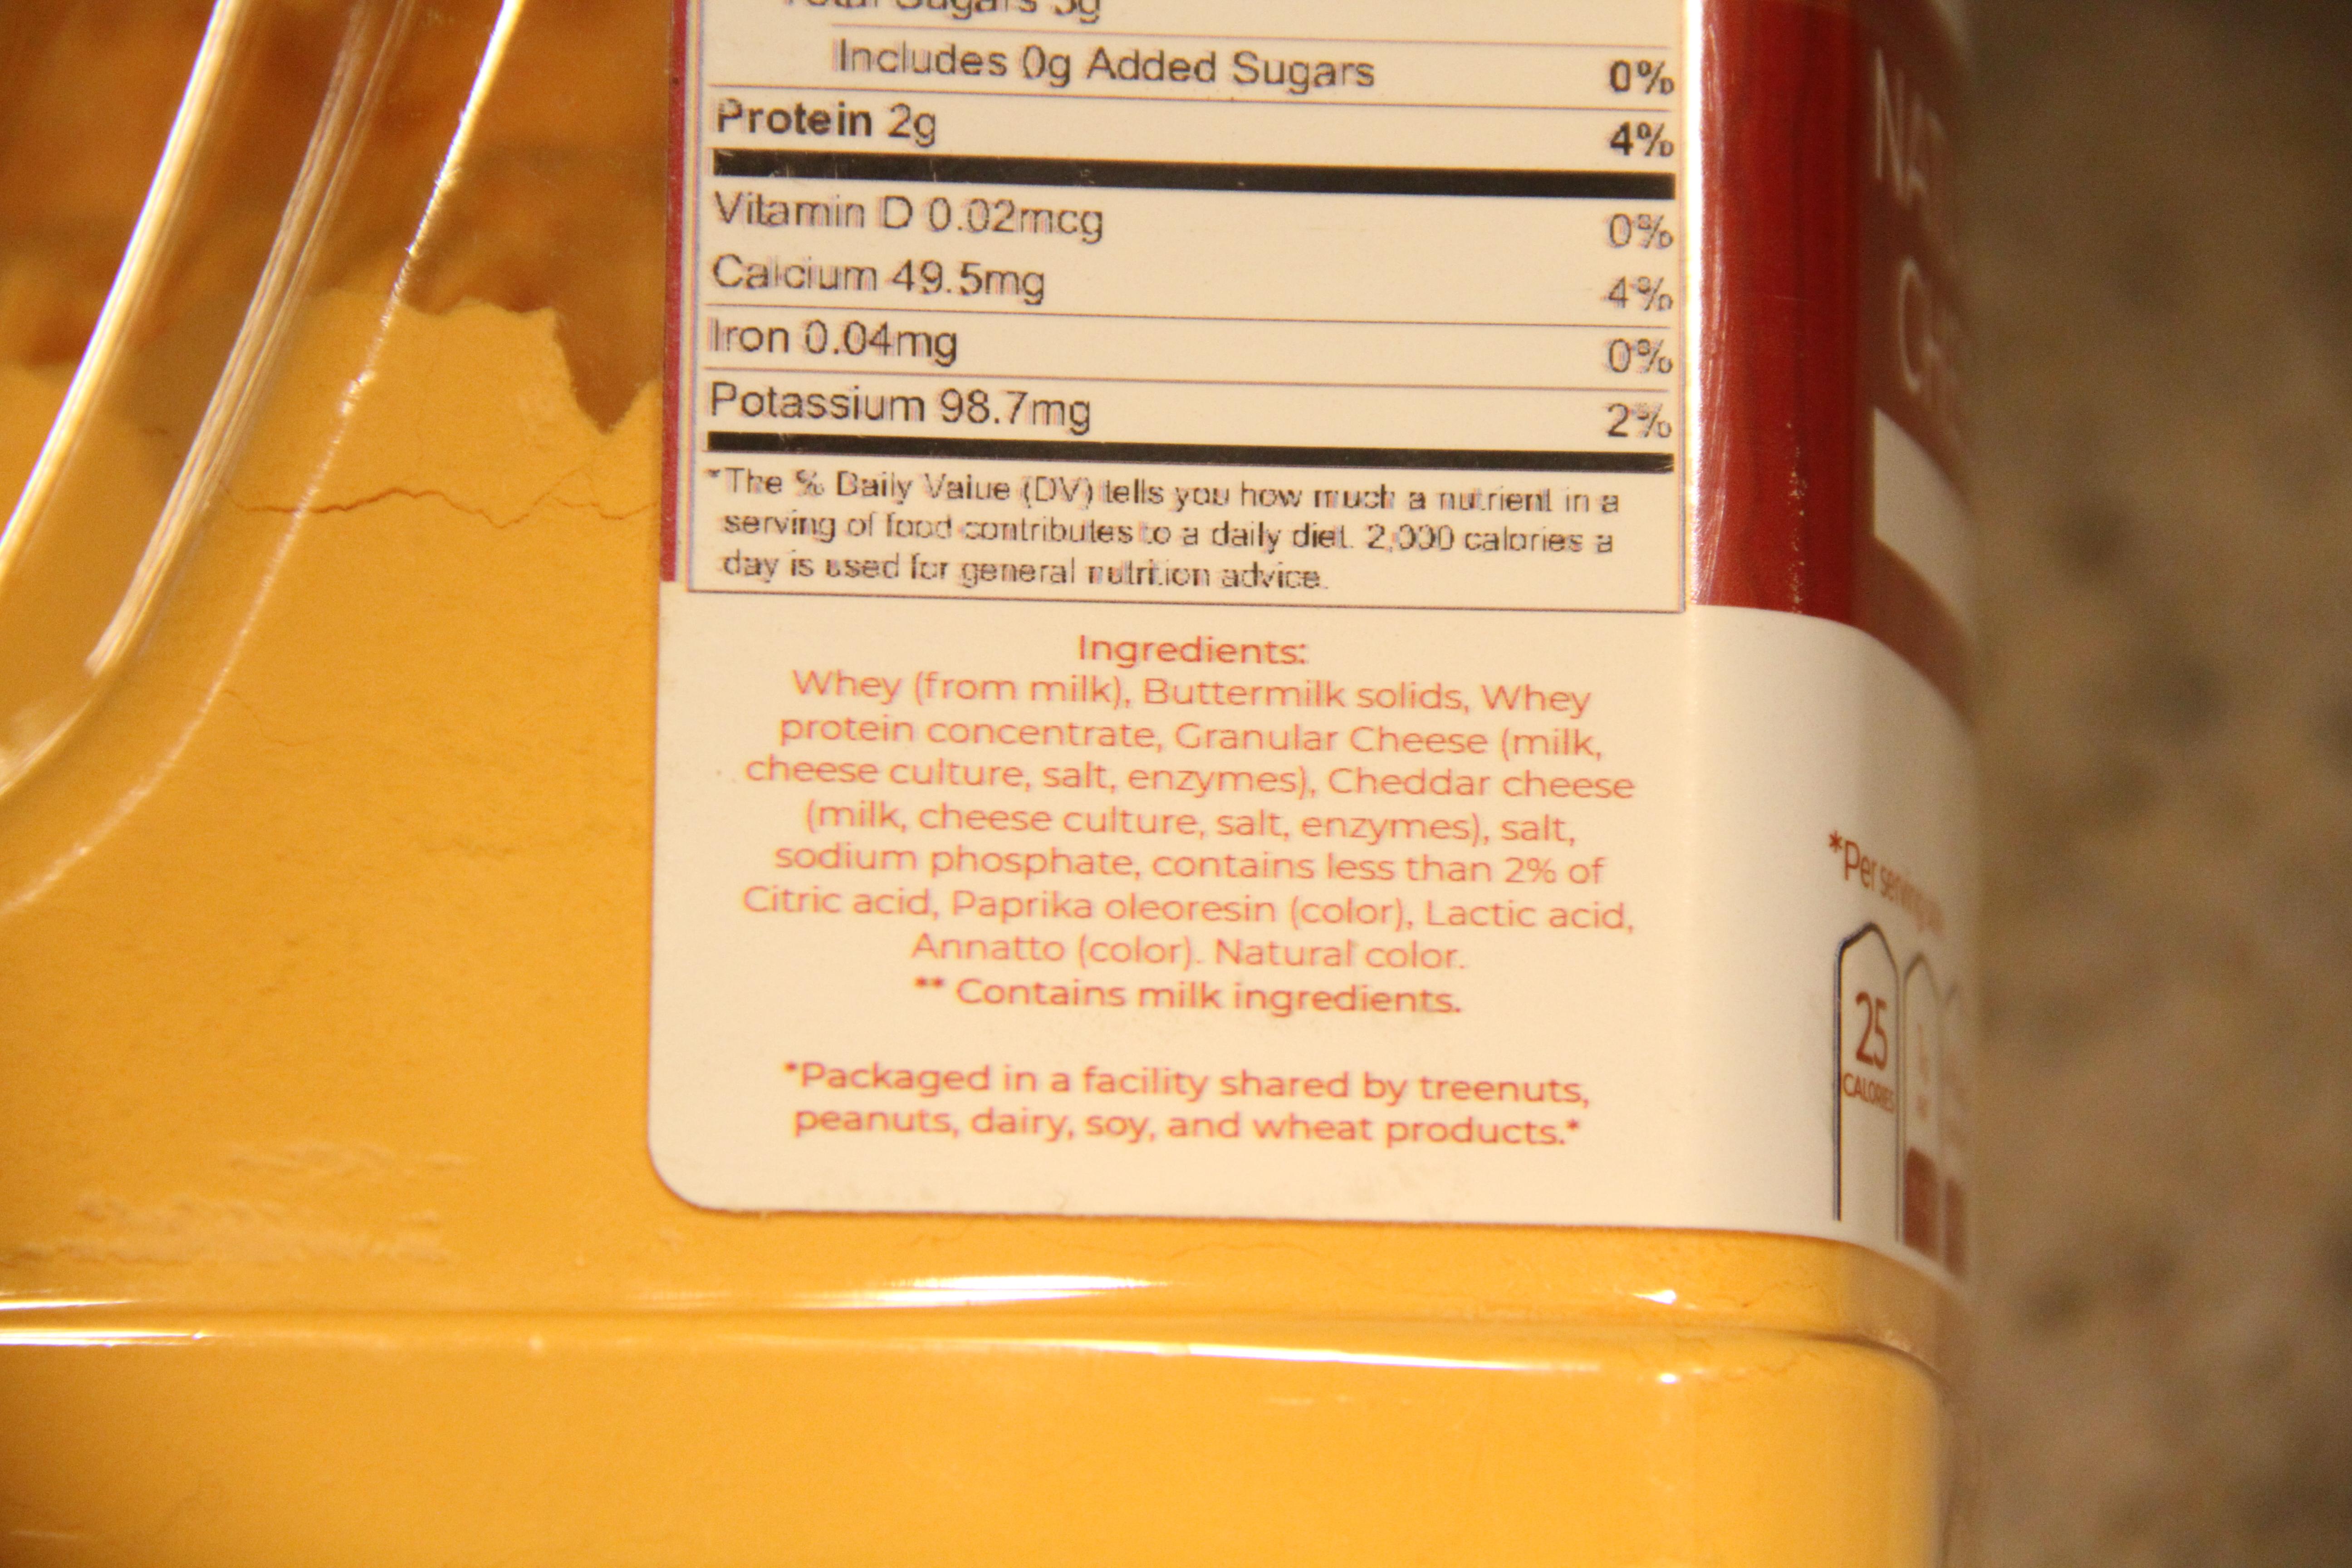 Total Sugars 3g
Includes 0g Added Sugars 0%
Protein 2g 4%
Vitamin D 0.02mcg 0%
Calcium 49.5mg 4%
Iron 0.04mg 0%
Potassium 98.7mg 2%
*The % Daily Value (DV) tells you how much a nutrient in a
serving of food contributes to a daily diet. 2,000 calories a
day is used for general nutrition advice.
Ingredients:
Whey (from milk), Buttermilk solids, Whey
protein concentrate, Granular Cheese (milk,
cheese culture, salt, enzymes), Cheddar cheese
(milk, cheese culture, salt, enzymes), salt,
sodium phosphate, contains less than 2% of
Citric acid, Paprika oleoresin (color), Lactic acid,
Annatto (color). Natural color.
** Contains milk ingredients.
*Packaged in a facility shared by treenuts,
peanuts, dairy, soy, and wheat products.*
*Per serving
25
CALORIES